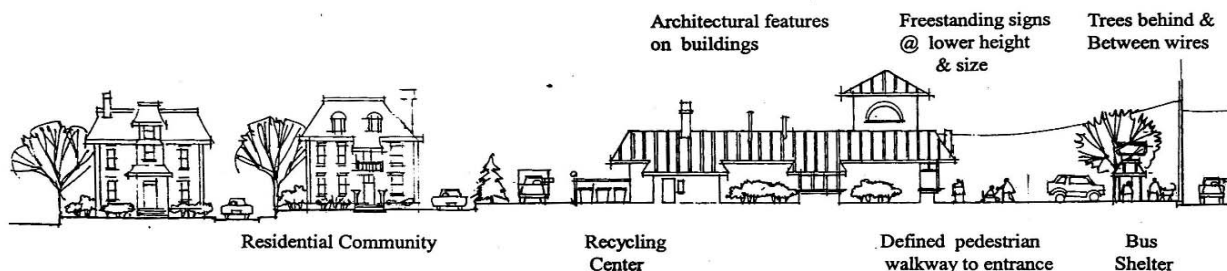 Architectural features
on buildings
Freestanding signs
@ lower height
& size
Trees behind &
Between wires
Residential Community
Recycling
Center
Defined pedestrian
walkway to entrance
Bus
Shelter